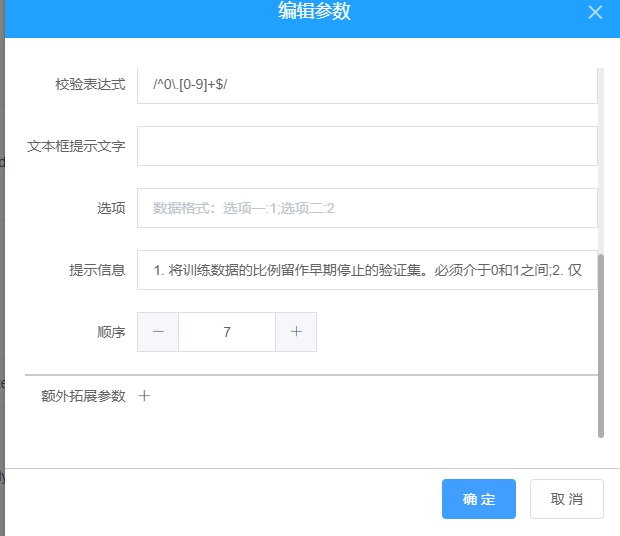 编辑参数
校验表达式 /^0\.[0-9]+$/
文本框提示文字
选项 数据格式：选项一:1;选项二:2
提示信息 1. 将训练数据的比例留作早期停止的验证集。必须介于0和1之间;2. 仅
顺序 7
额外拓展参数
确 定 取 消